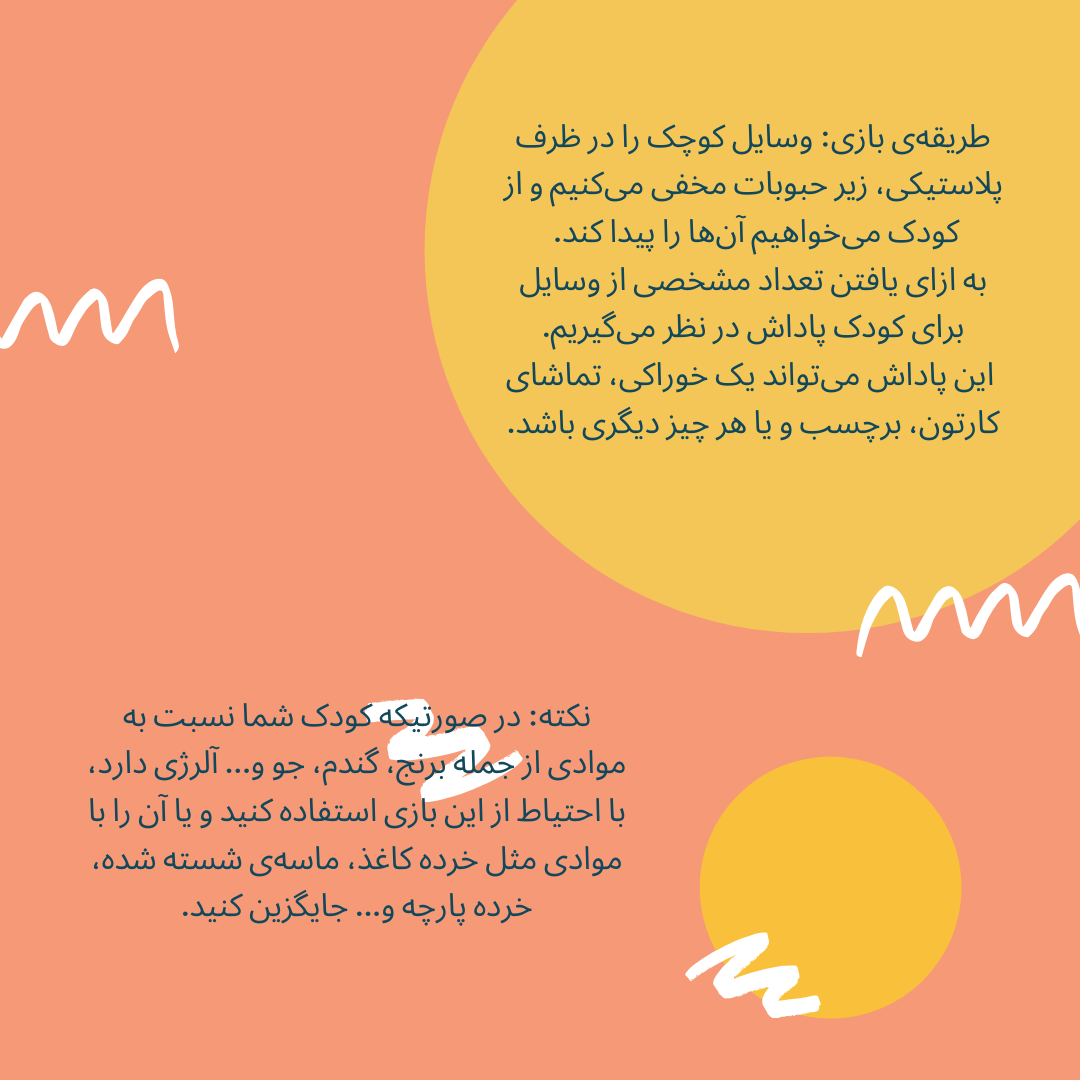 طریقه‌ی بازی: وسایل کوچک را در ظرف
پلاستیکی، زیر حبوبات مخفی می‌کنیم و از
کودک می‌خواهیم آن‌ها را پیدا کند.
به ازای یافتن تعداد مشخصی از وسایل
برای کودک پاداش در نظر می‌گیریم.
این پاداش می‌تواند یک خوراکی، تماشای
کارتون، برچسب و یا هر چیز دیگری باشد.
نکته: در صورتیکه کودک شما نسبت به
موادی از جمله برنج، گندم، جو و... آلرژی دارد،
با احتیاط از این بازی استفاده کنید و یا آن را با
موادی مثل خرده کاغذ، ماسه‌ی شسته شده،
خرده پارچه و... جایگزین کنید.